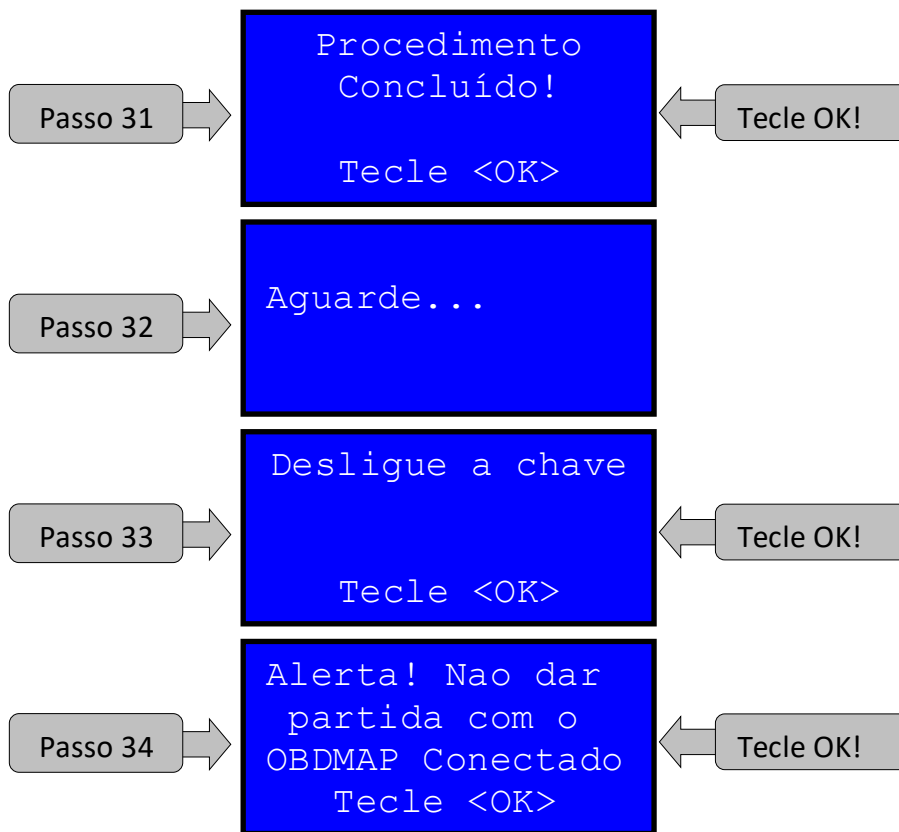 Passo 31
Procedimento
Concluído!
Tecle <OK>
Tecle OK!
Passo 32
Aguarde...
Passo 33
Desligue a chave
Tecle <OK>
Tecle OK!
Passo 34
Alerta! Nao dar
partida com o
OBDMAP Conectado
Tecle <OK>
Tecle OK!